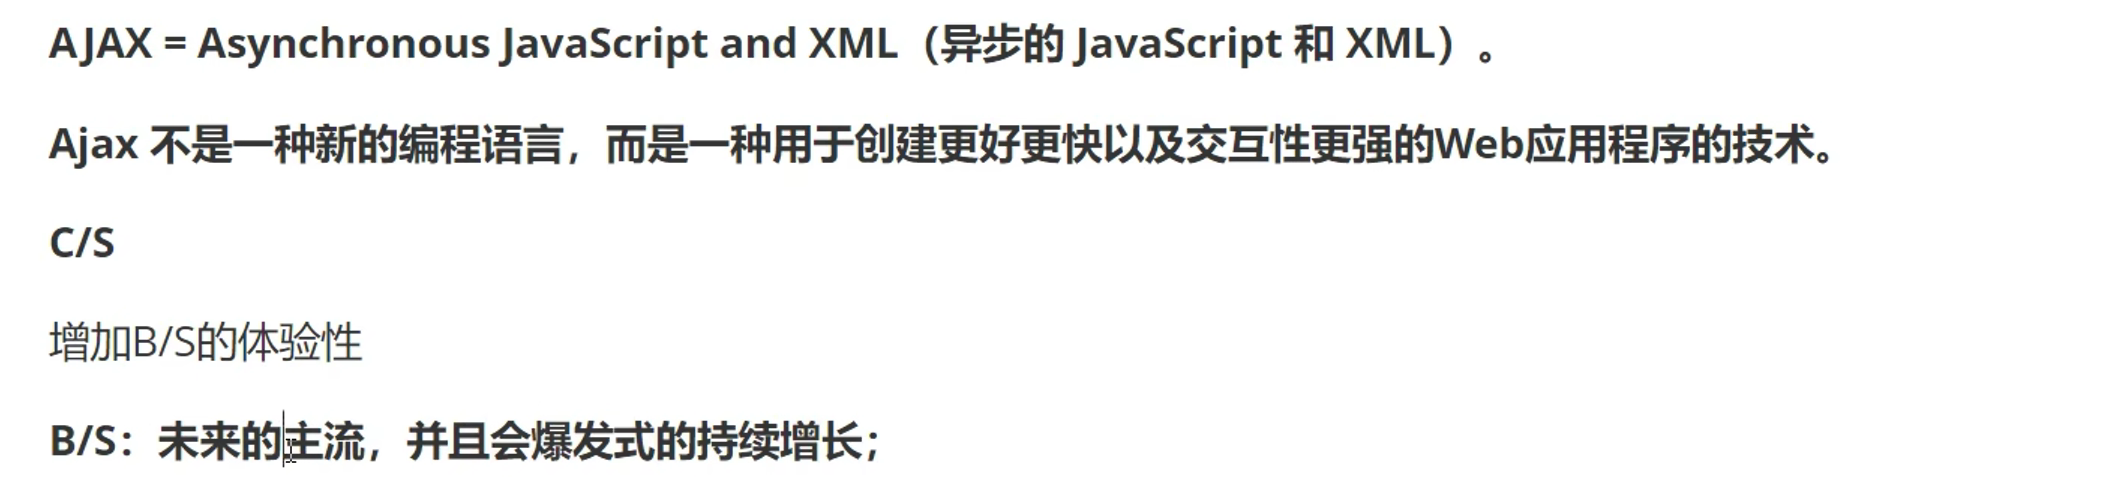 AJAX = Asynchronous JavaScript and XML（异步的 JavaScript 和 XML）。
Ajax 不是一种新的编程语言，而是一种用于创建更好更快以及交互性更强的Web应用程序的技术。
C/S
增加B/S的体验性
B/S：未来的主流，并且会爆发式的持续增长；